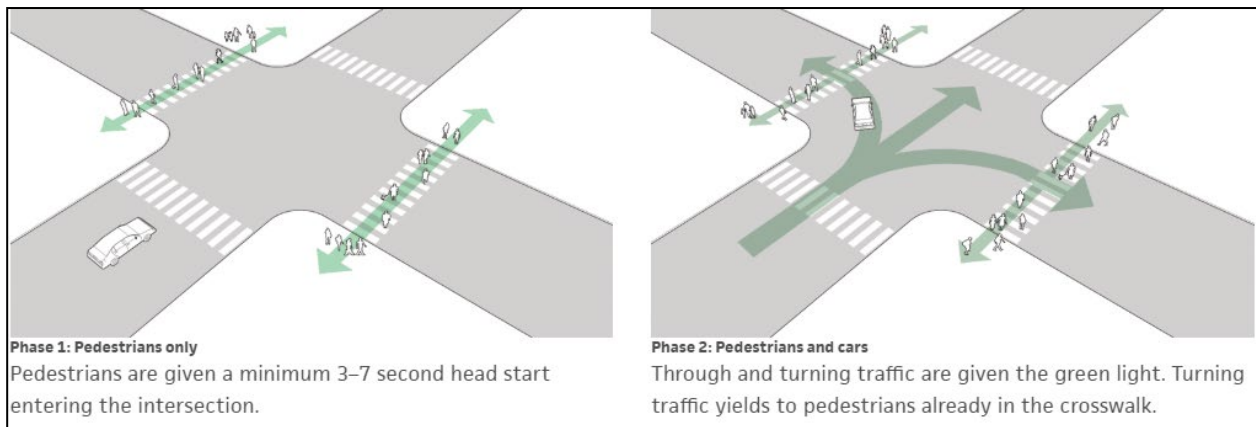 Phase 1: Pedestrians only
Pedestrians are given a minimum 3–7 second head start
entering the intersection.
Phase 2: Pedestrians and cars
Through and turning traffic are given the green light. Turning
traffic yields to pedestrians already in the crosswalk.